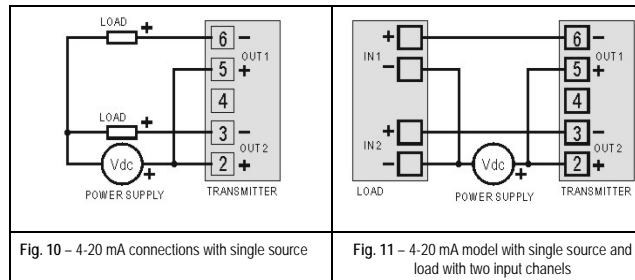 LOAD
+
6 −
OUT 1
5 +
4
LOAD
+
3 −
OUT 2
Vdc
+
2 +
POWER SUPPLY
TRANSMITTER
Fig. 10 – 4-20 mA connections with single source
+
6 −
IN 1
OUT 1
−
5 +
4
+
3 −
IN 2
OUT 2
−
Vdc
+
2 +
LOAD
POWER SUPPLY
TRANSMITTER
Fig. 11 – 4-20 mA model with single source and
load with two input chanels